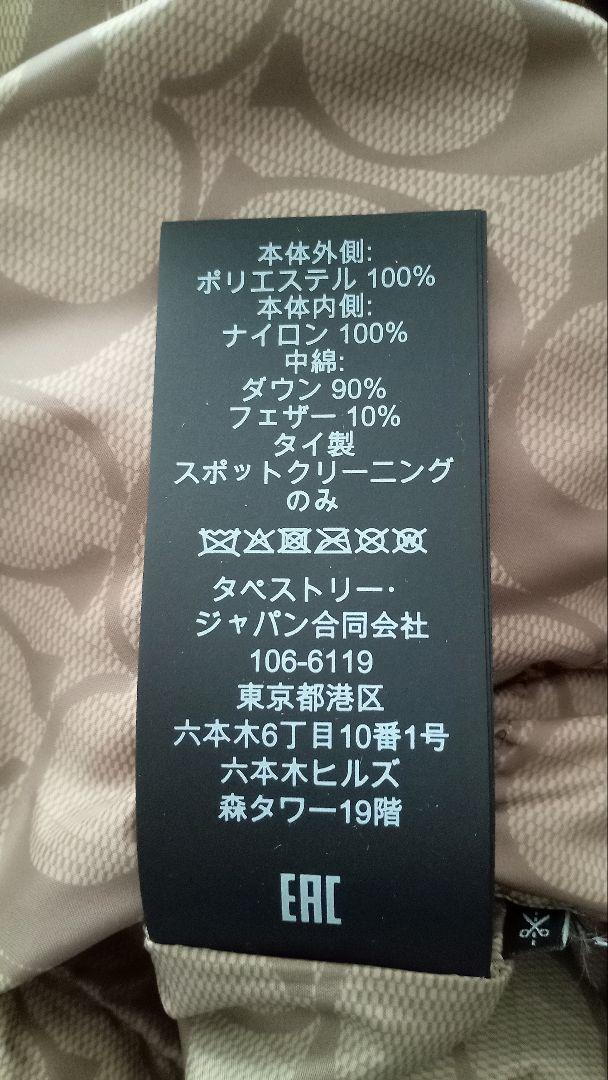 本体外側:
ポリエステル 100%
本体内側:
ナイロン 100%
中綿:
ダウン 90%
フェザー 10%
タイ製
スポットクリーニング
のみ
タペストリー・
ジャパン合同会社
106-6119
東京都港区
六本木6丁目10番1号
六本木ヒルズ
森タワー19階
EAC